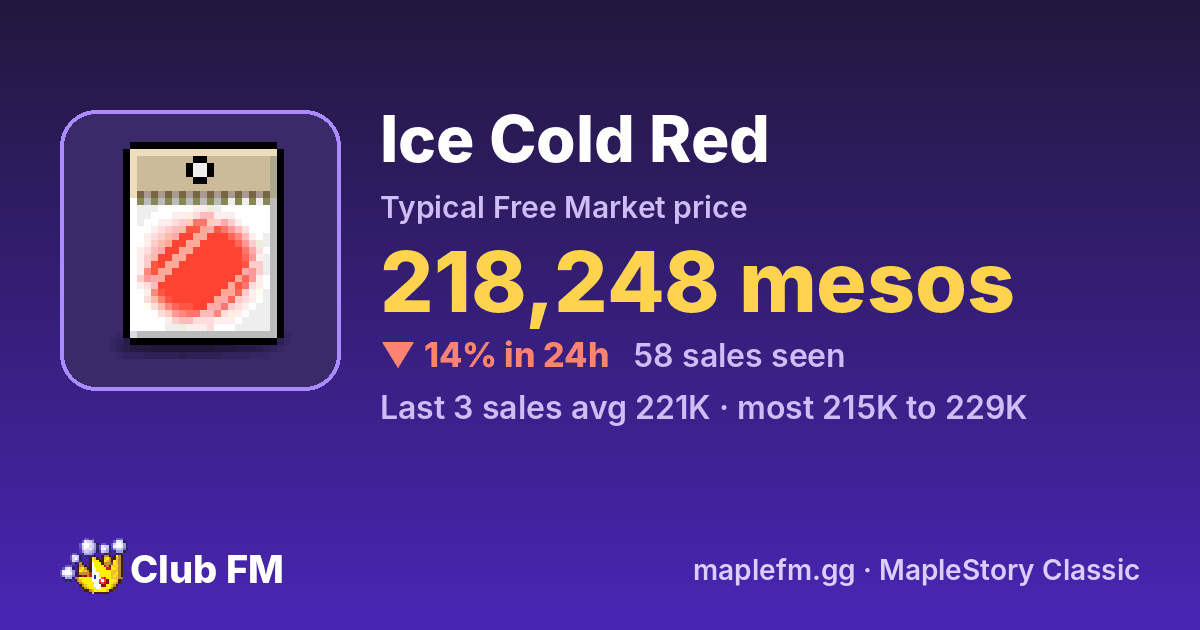 Ice Cold Red
Typical Free Market price
218,248 mesos
▼ 14% in 24h 58 sales seen
Last 3 sales avg 221K · most 215K to 229K
Club FM
maplefm.gg · MapleStory Classic